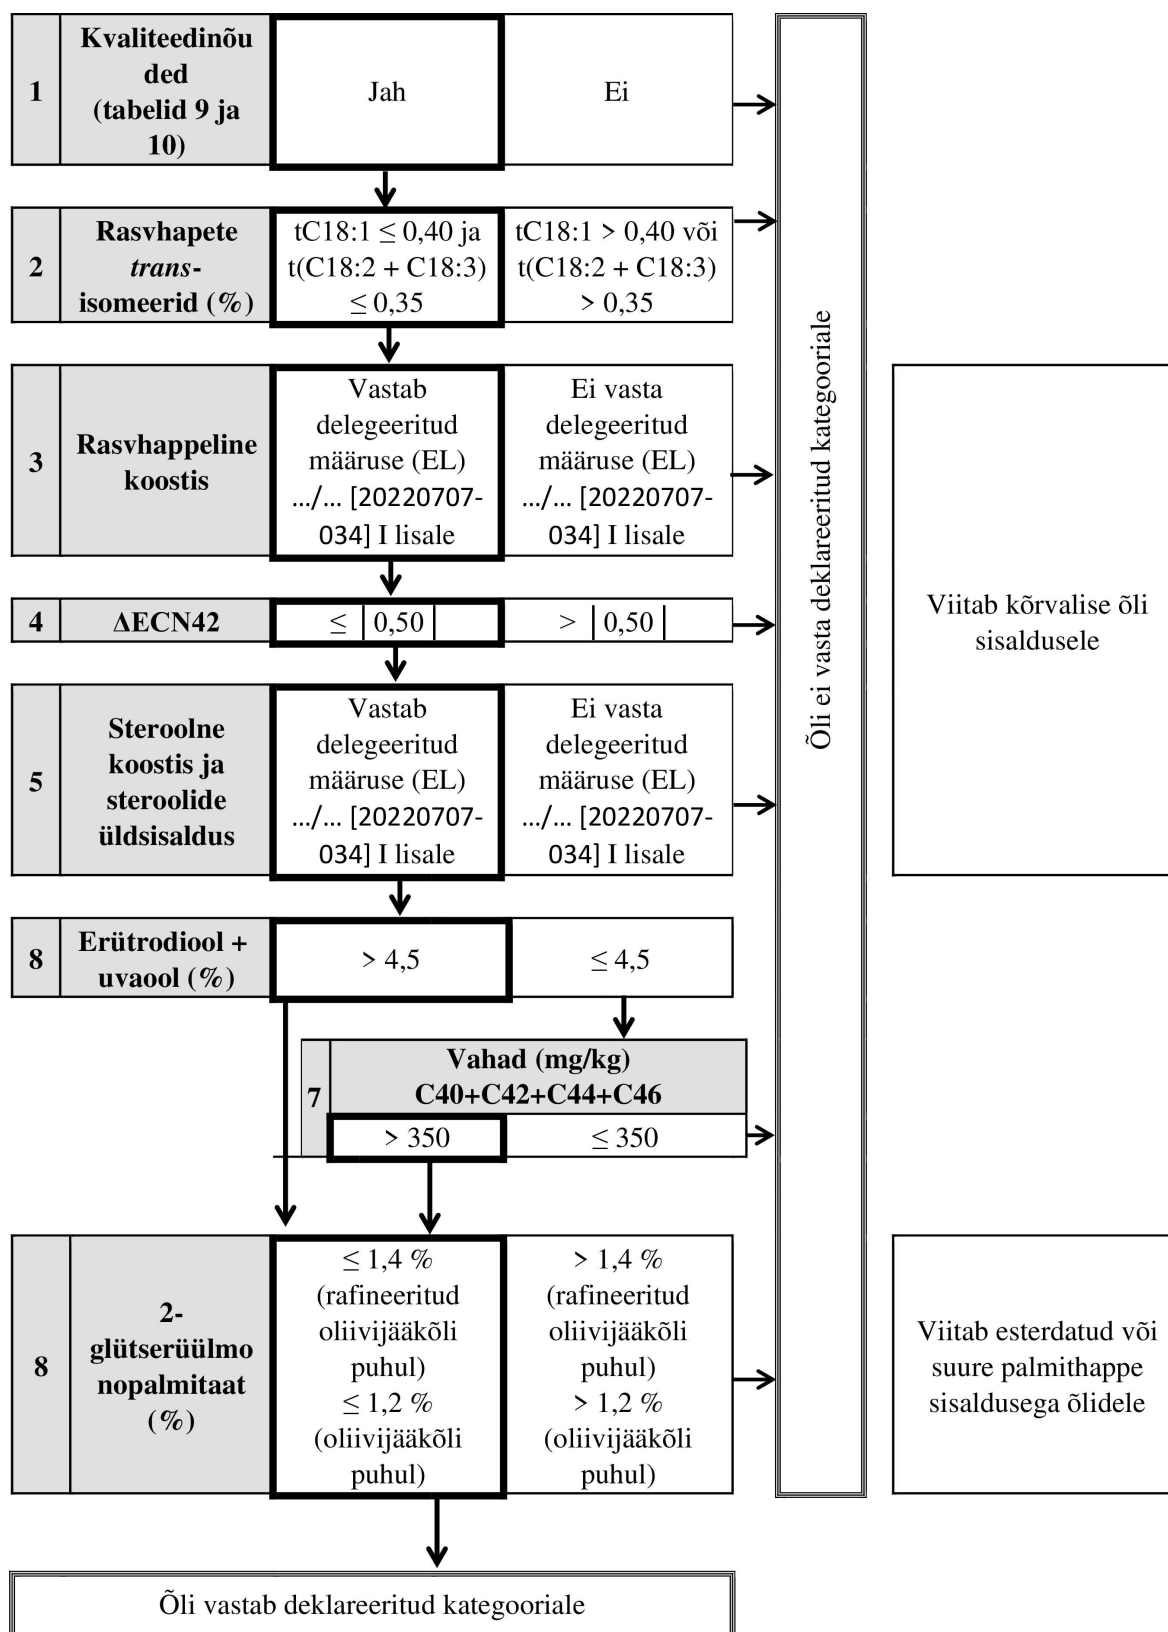 1
Kvaliteedinõu
ded
(tabelid 9 ja
10)
Jah
Ei
2
Rasvhapete
trans-
isomeerid (%)
tC18:1 ≤ 0,40 ja
t(C18:2 + C18:3)
≤ 0,35
tC18:1 > 0,40 või
t(C18:2 + C18:3)
> 0,35
3
Rasvhappeline
koostis
Vastab
delegeeritud
määruse (EL)
.../... [20220707-
034] I lisale
Ei vasta
delegeeritud
määruse (EL)
.../... [20220707-
034] I lisale
4
ΔECN42
≤ |0,50|
> |0,50|
5
Steroolne
koostis ja
steroolide
üldsisaldus
Vastab
delegeeritud
määruse (EL)
.../... [20220707-
034] I lisale
Ei vasta
delegeeritud
määruse (EL)
.../... [20220707-
034] I lisale
8
Erütrodiool +
uvaool (%)
> 4,5
≤ 4,5
7
Vahad (mg/kg)
C40+C42+C44+C46
> 350
≤ 350
8
2-
glütserüülmo
nopalmitaat
(%)
≤ 1,4 %
(rafineeritud
oliivijääkõli
puhul)
≤ 1,2 %
(oliivijääkõli
puhul)
> 1,4 %
(rafineeritud
oliivijääkõli
puhul)
> 1,2 %
(oliivijääkõli
puhul)
Õli ei vasta deklareeritud kategooriale
Viitab kõrvalise õli
sisaldusele
Viitab esterdatud või
suure palmithappe
sisaldusega õlidele
Õli vastab deklareeritud kategooriale